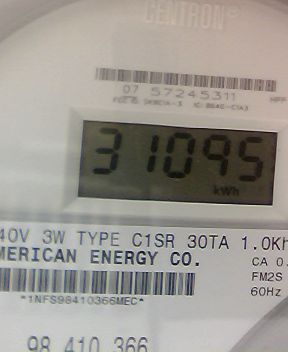 CENTRON®
07 57245311
31095
kWh
40V 3W TYPE C1SR 30TA 1.0Kh
MERICAN ENERGY CO.
CA 0.
FM2S
60Hz
*1NFS98410366MEC*
98 410 366